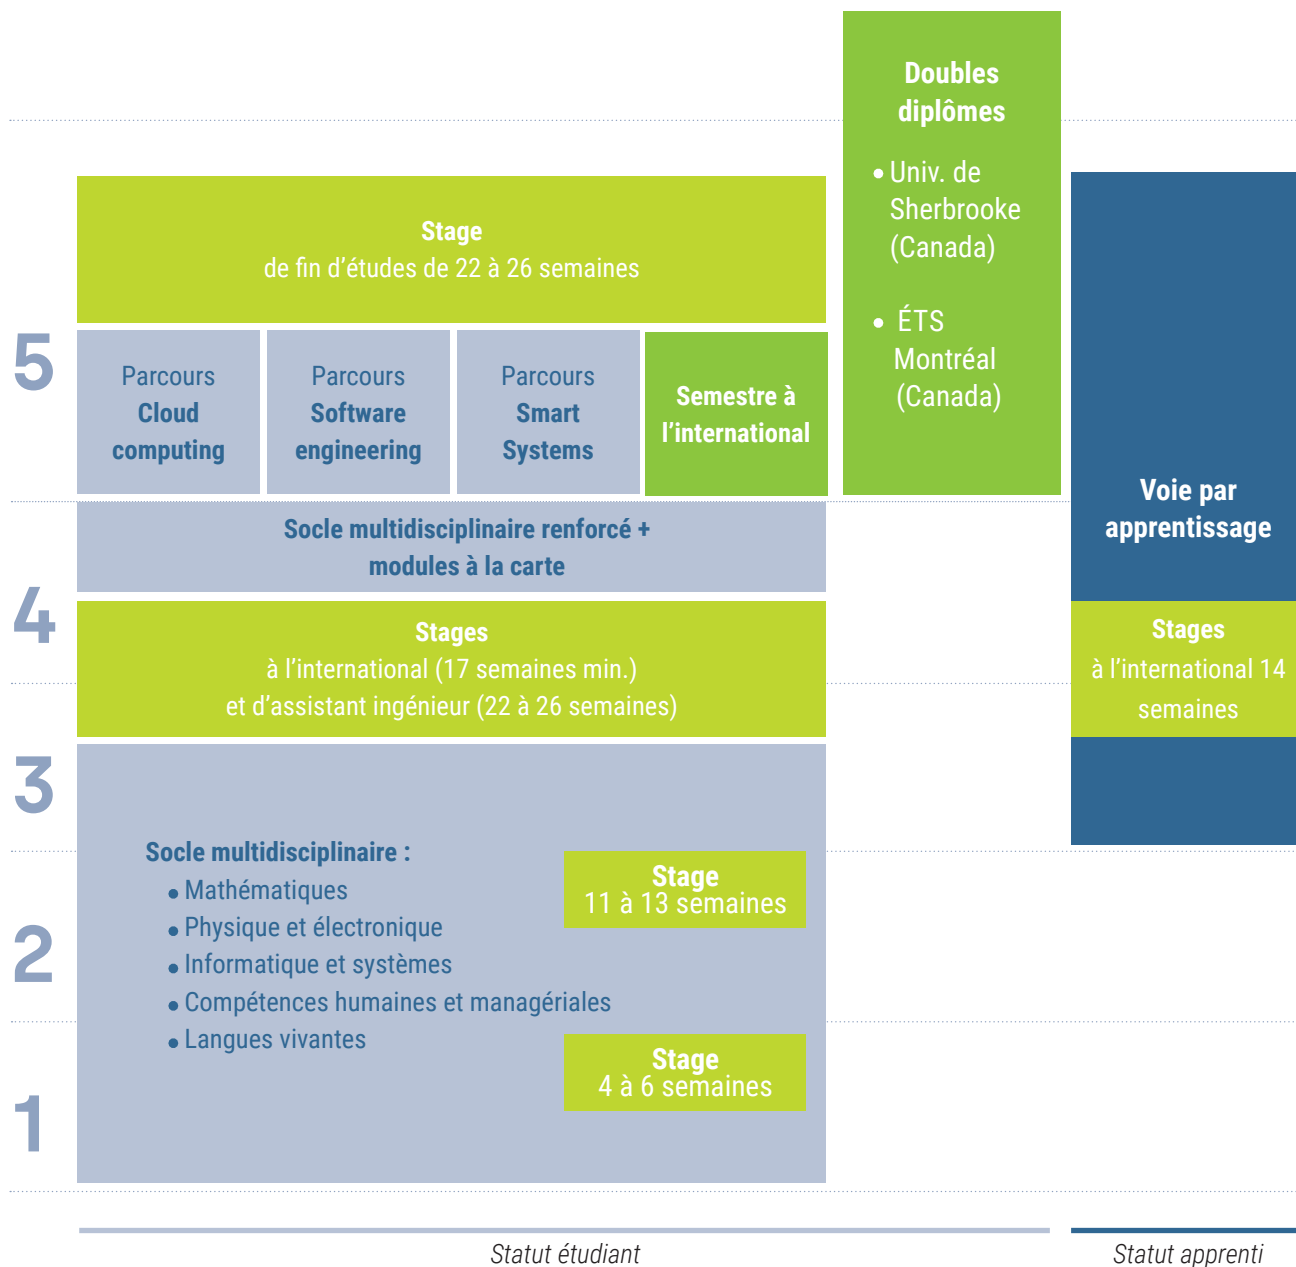 Doubles
diplômes
• Univ. de
Sherbrooke
(Canada)
• ÉTS
Montréal
(Canada)
Stage
de fin d'études de 22 à 26 semaines
5
Parcours
Cloud
computing
Parcours
Software
engineering
Parcours
Smart
Systems
Semestre à
l'international
Voie par
apprentissage
Socle multidisciplinaire renforcé +
modules à la carte
4
Stages
à l'international (17 semaines min.)
et d'assistant ingénieur (22 à 26 semaines)
Stages
à l'international 14
semaines
3
Socle multidisciplinaire :
• Mathématiques
• Physique et électronique
• Informatique et systèmes
• Compétences humaines et managériales
• Langues vivantes
Stage
11 à 13 semaines
2
Stage
4 à 6 semaines
1
Statut étudiant
Statut apprenti